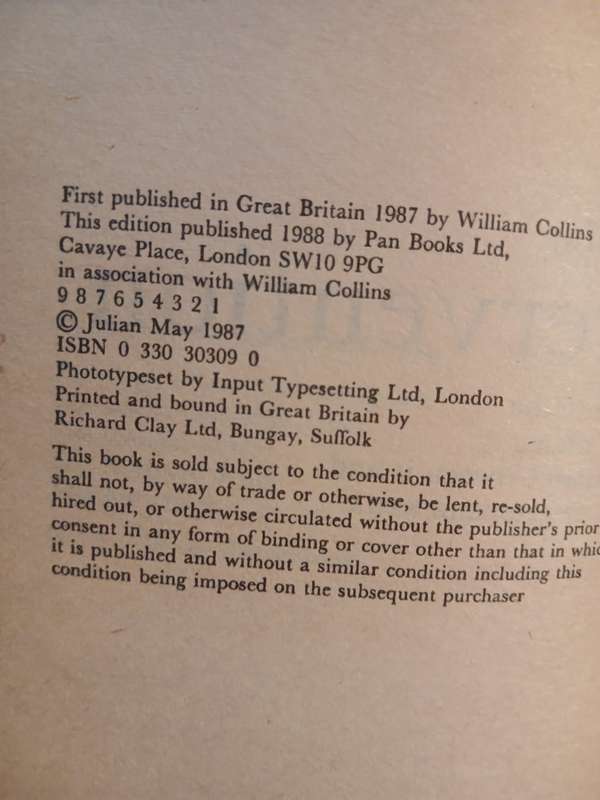 First published in Great Britain 1987 by William Collins
This edition published 1988 by Pan Books Ltd,
Cavaye Place, London SW10 9PG
in association with William Collins
9 8 7 6 5 4 3 2 1
© Julian May 1987
ISBN 0 330 30309 0
Phototypeset by Input Typesetting Ltd, London
Printed and bound in Great Britain by
Richard Clay Ltd, Bungay, Suffolk
This book is sold subject to the condition that it
shall not, by way of trade or otherwise, be lent, re-sold,
hired out, or otherwise circulated without the publisher's prior
consent in any form of binding or cover other than that in whic
it is published and without a similar condition including this
condition being imposed on the subsequent purchaser